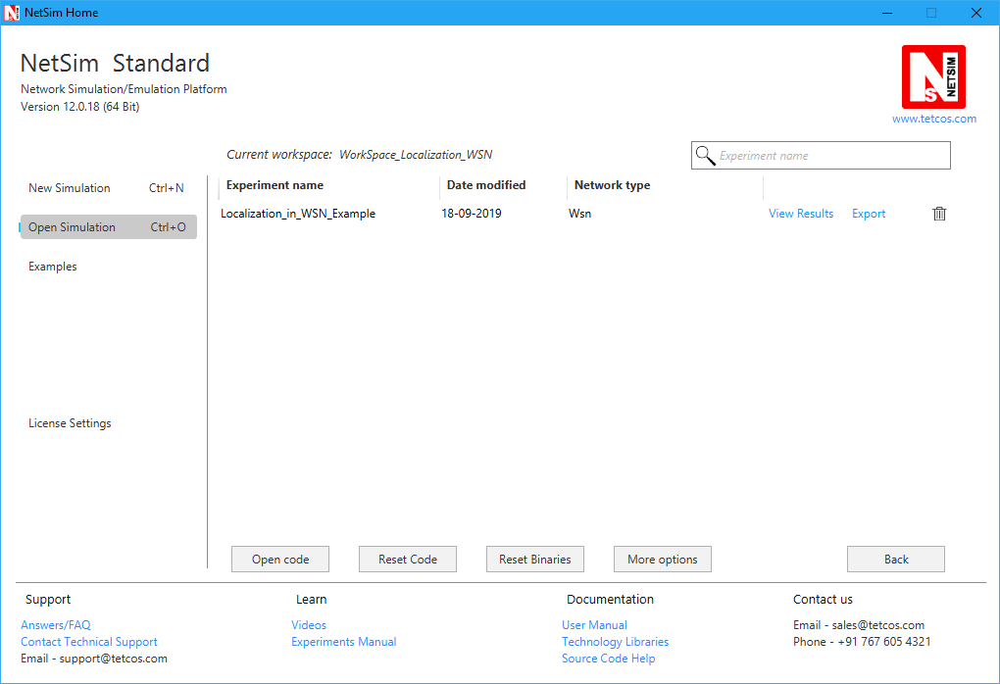 NetSim Home
NetSim Standard
Network Simulation/Emulation Platform
Version 12.0.18 (64 Bit)
NS NETSIM
www.tetcos.com
Current workspace: WorkSpace_Localization_WSN
Experiment name
New Simulation Ctrl+N
Open Simulation Ctrl+O
Examples
License Settings
Experiment name Date modified Network type
Localization_in_WSN_Example 18-09-2019 Wsn View Results Export
Open code Reset Code Reset Binaries More options Back
Support
Answers/FAQ
Contact Technical Support
Email - support@tetcos.com
Learn
Videos
Experiments Manual
Documentation
User Manual
Technology Libraries
Source Code Help
Contact us
Email - sales@tetcos.com
Phone - +91 767 605 4321